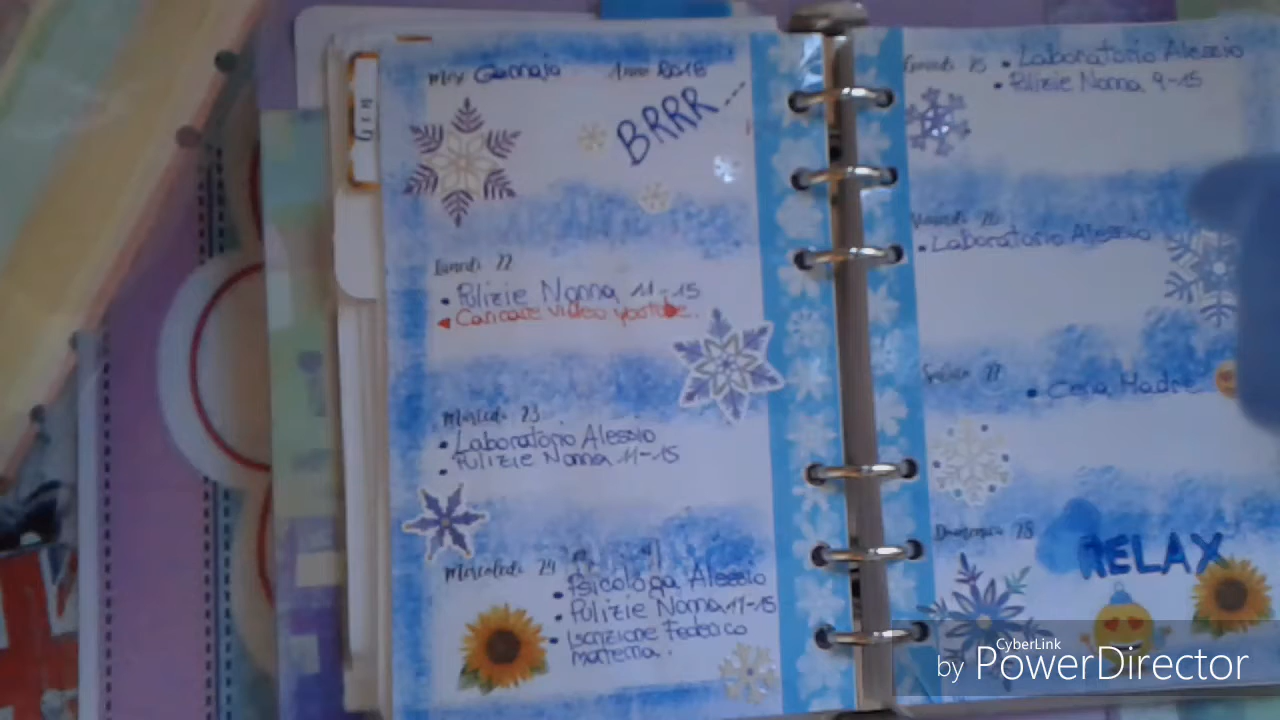 Mese Gennaio Anno 2018
BRRR...
Lunedì 22
• Pulizie Nonna 11-15
Caricare video youtube.
Martedì 23
• Laboratorio Alessio
• Pulizie Nonna 11-15
Mercoledì 24
• Psicologa Alessio
• Pulizie Nonna 11-15
• Iscrizione Federico
materna.
Giovedì 25 • Laboratorio Alessio
• Pulizie Nonna 9-15
Venerdì 26
• Laboratorio Alessio
Sabato 27
• Cena Madre
Domenica 28
RELAX
CyberLink
by PowerDirector